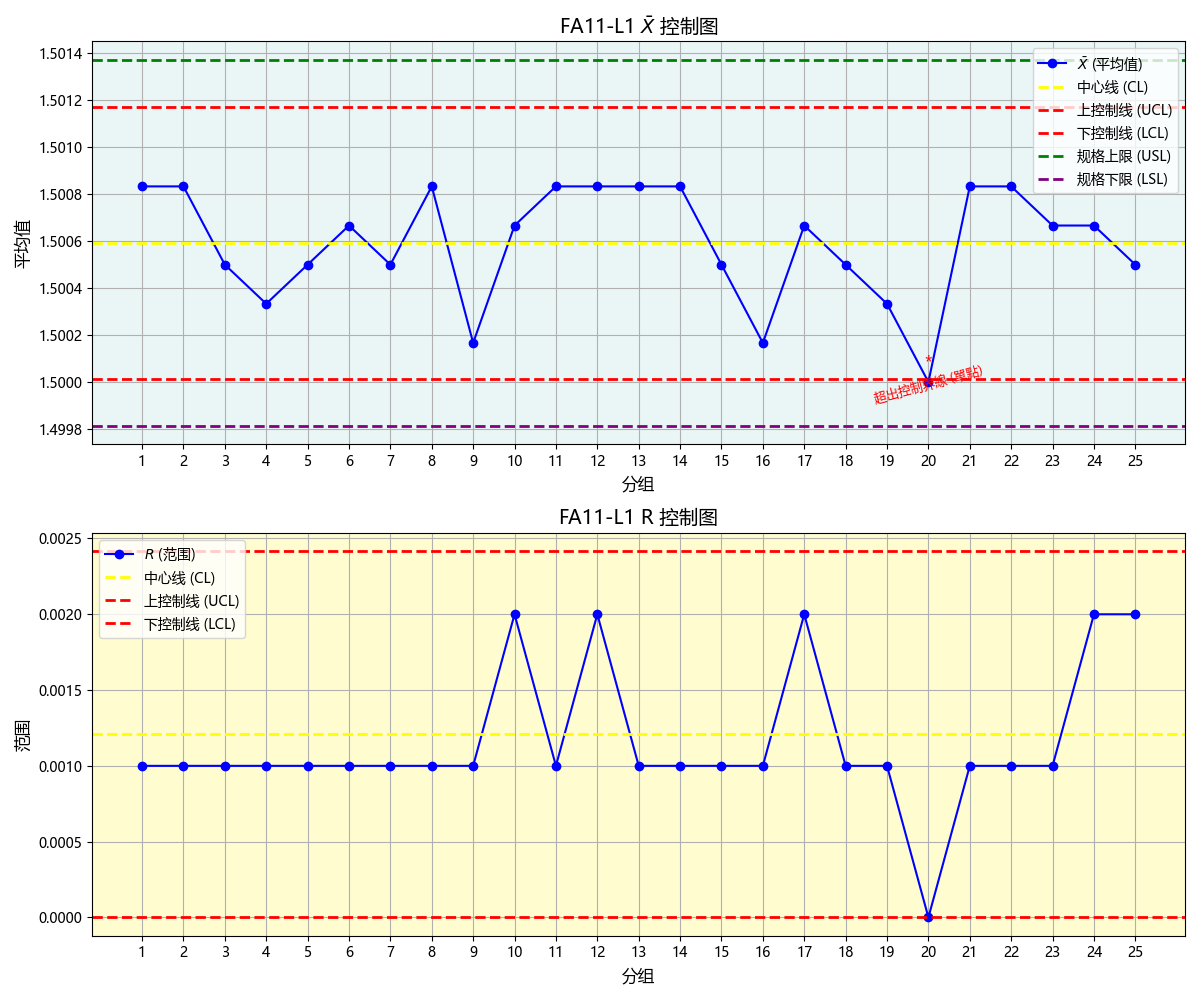 FA11-L1 X̄ 控制图
1.5014
1.5012
1.5010
1.5008
1.5006
1.5004
1.5002
1.5000
1.4998
平均值
X̄ (平均值)
中心线 (CL)
上控制线 (UCL)
下控制线 (LCL)
规格上限 (USL)
规格下限 (LSL)
*
超出控制界線 (單點)
1 2 3 4 5 6 7 8 9 10 11 12 13 14 15 16 17 18 19 20 21 22 23 24 25
分组
FA11-L1 R 控制图
0.0025
0.0020
0.0015
0.0010
0.0005
0.0000
范围
R (范围)
中心线 (CL)
上控制线 (UCL)
下控制线 (LCL)
1 2 3 4 5 6 7 8 9 10 11 12 13 14 15 16 17 18 19 20 21 22 23 24 25
分组